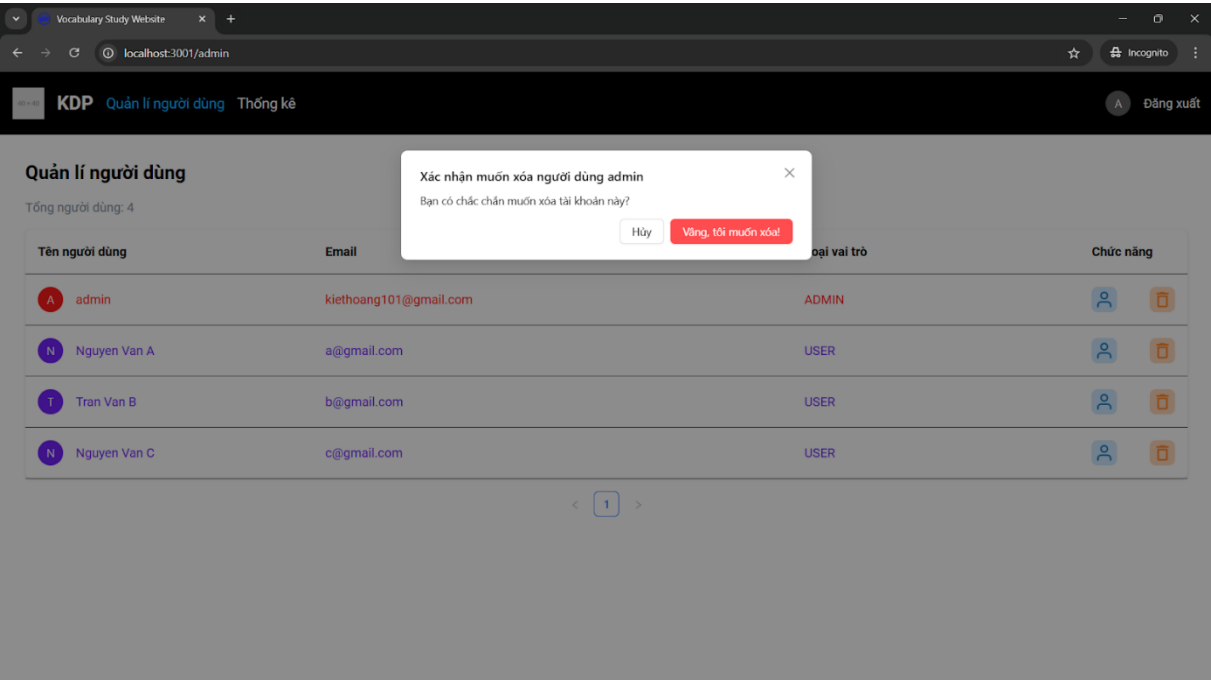 Vocabulary Study Website
localhost:3001/admin
Incognito
KDP Quản lí người dùng Thống kê
A Đăng xuất
Quản lí người dùng
Tổng người dùng: 4
Xác nhận muốn xóa người dùng admin
Bạn có chắc chắn muốn xóa tài khoản này?
Hủy Vâng, tôi muốn xóa!
Tên người dùng Email oại vai trò Chức năng
A admin kiethoang101@gmail.com ADMIN
N Nguyen Van A a@gmail.com USER
T Tran Van B b@gmail.com USER
N Nguyen Van C c@gmail.com USER
< 1 >